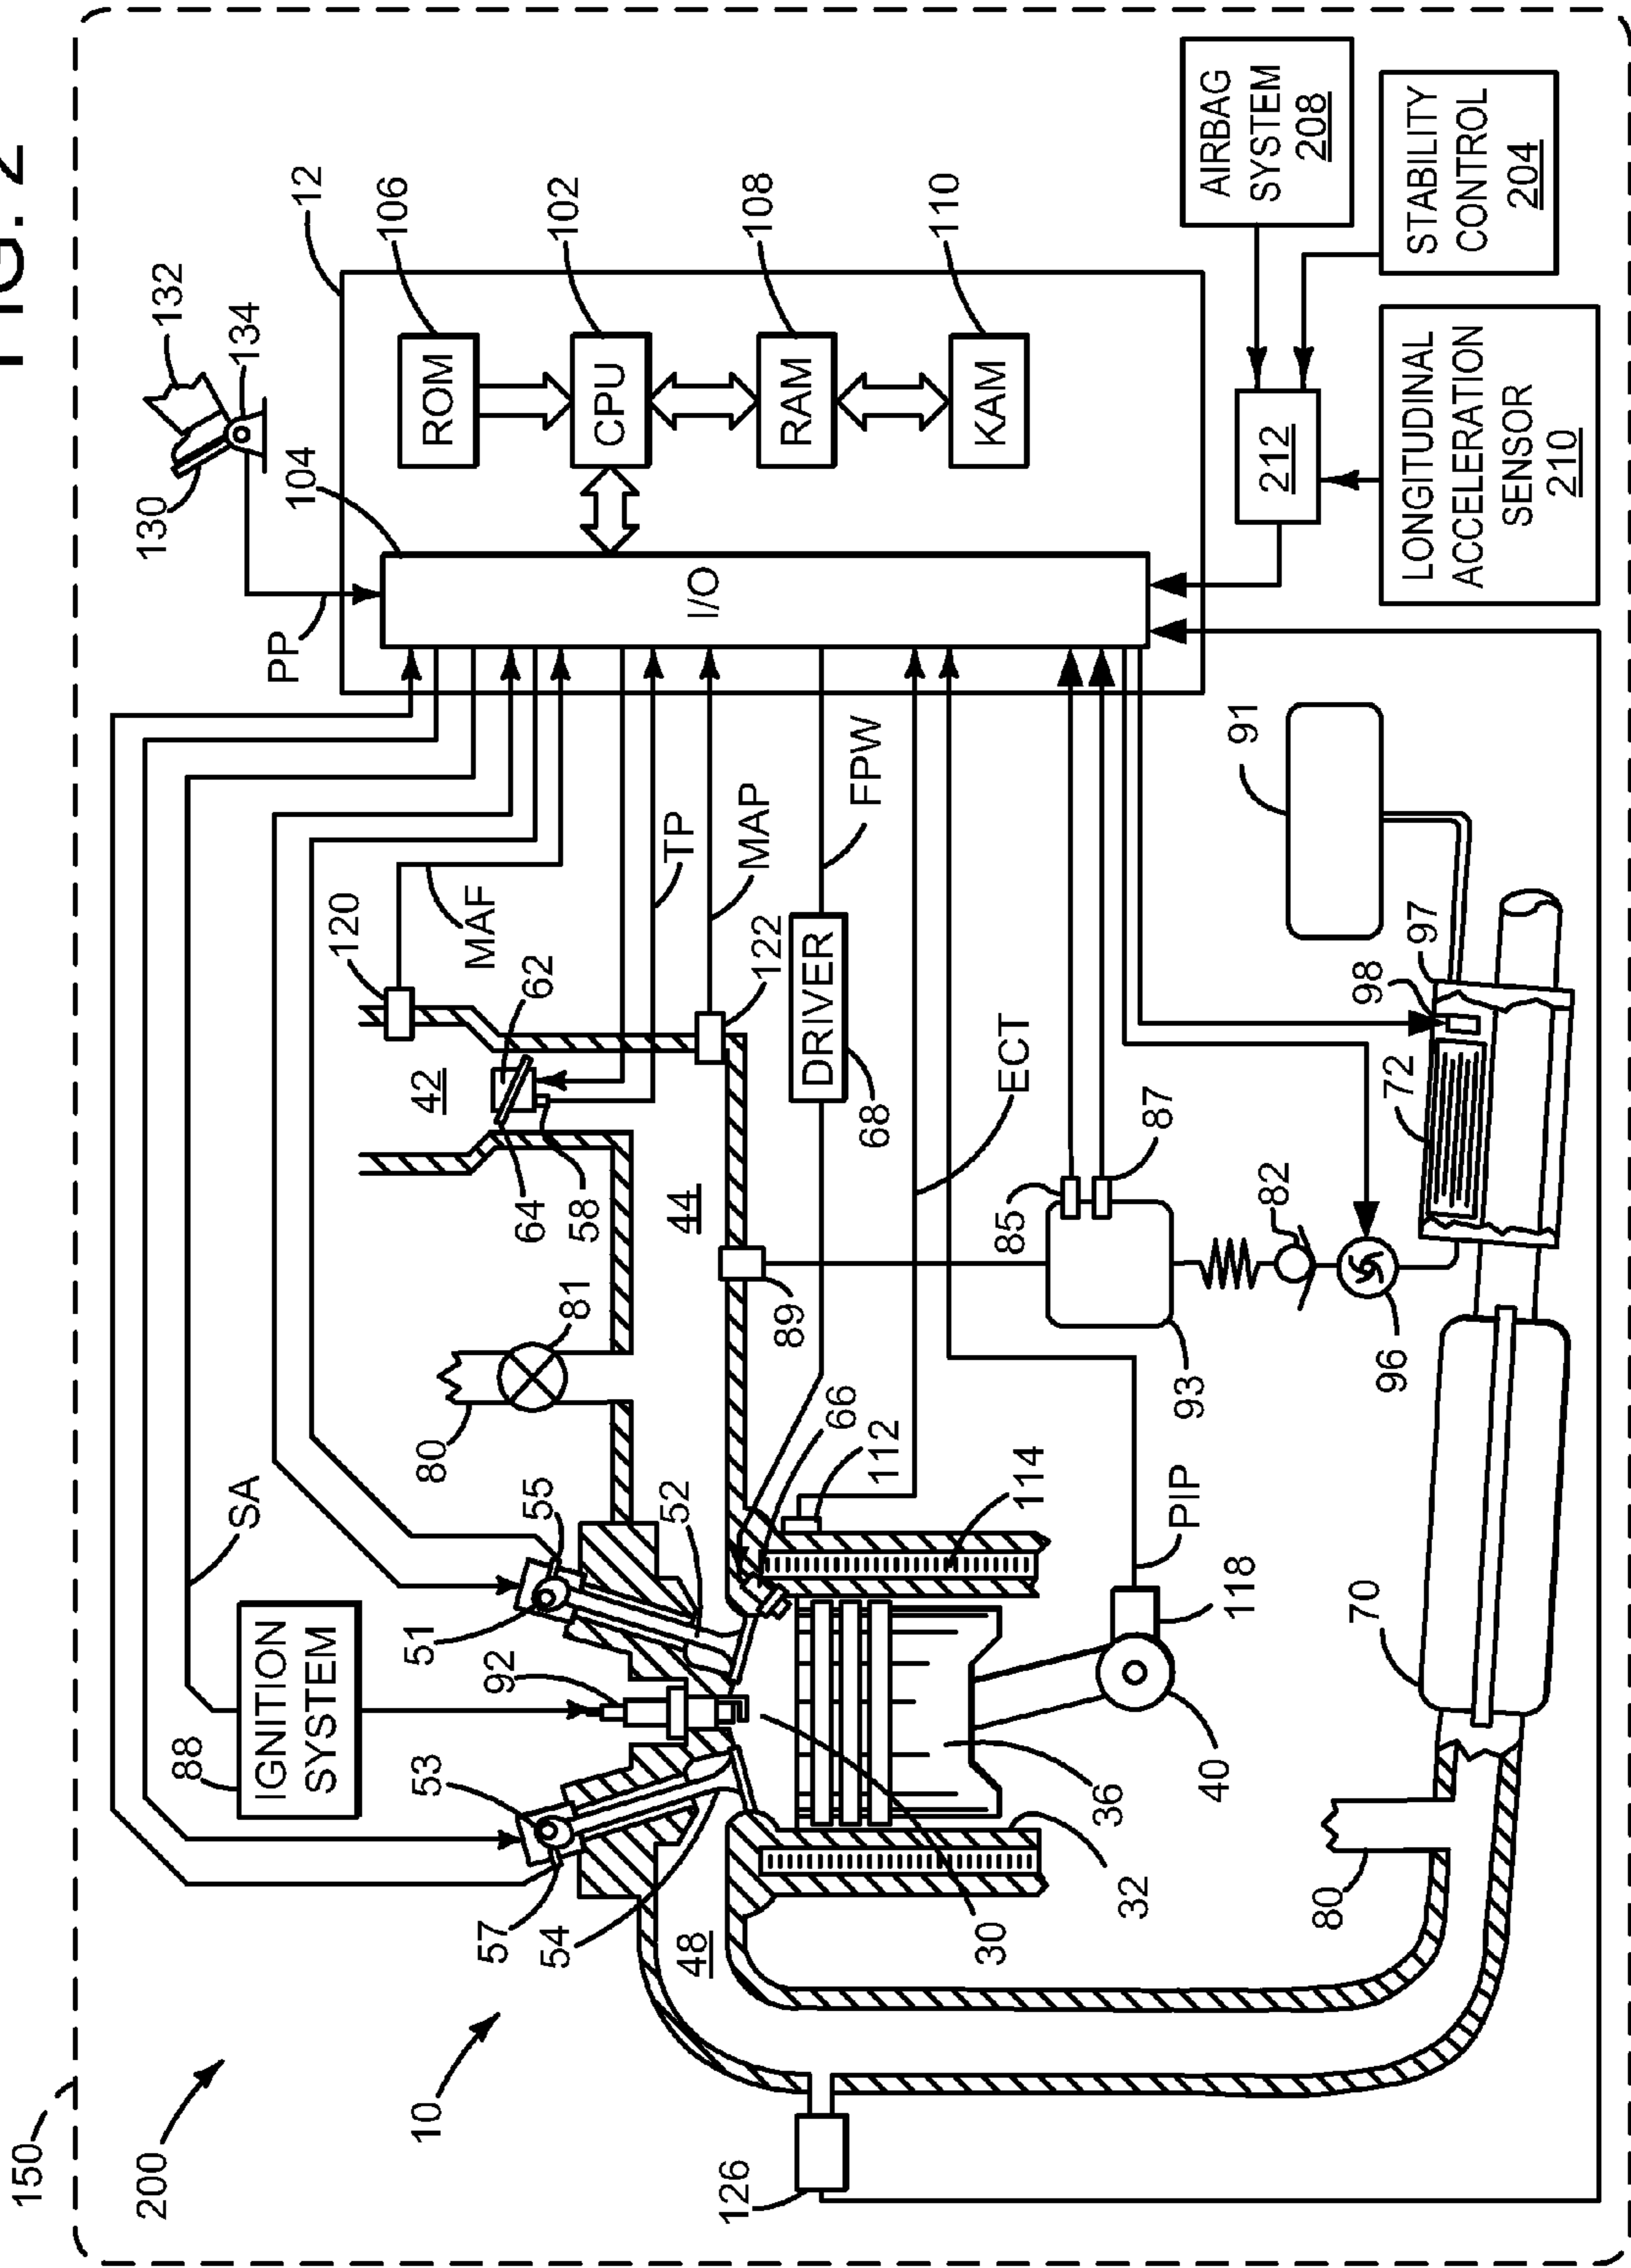 FIG. 2
150
200
10
126
SA
88
IGNITION
SYSTEM
92
53
57
54
48
51
55
52
80
81
42
44
64
58
62
120
MAF
TP
MAP
122
DRIVER
68
FPW
ECT
89
66
112
114
PIP
118
40
36
32
30
85
87
93
82
96
80
70
72
98
97
91
PP
130
132
134
104
12
I/O
ROM
106
CPU
102
RAM
108
KAM
110
212
AIRBAG
SYSTEM
208
STABILITY
CONTROL
204
LONGITUDINAL
ACCELERATION
SENSOR
210